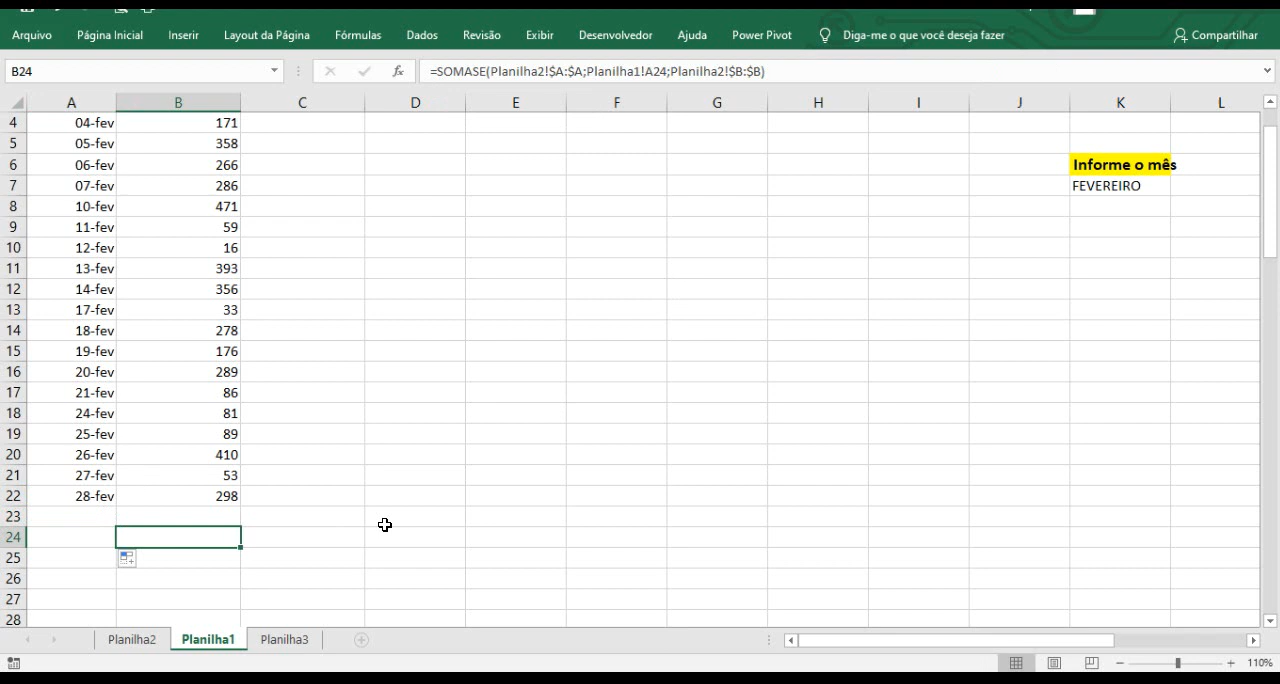 Arquivo Página Inicial Inserir Layout da Página Fórmulas Dados Revisão Exibir Desenvolvedor Ajuda Power Pivot Diga-me o que você deseja fazer Compartilhar
B24 fx =SOMASE(Planilha2!$A:$A;Planilha1!A24;Planilha2!$B:$B)
A B C D E F G H I J K L
4 04-fev 171
5 05-fev 358
6 06-fev 266 Informe o mês
7 07-fev 286 FEVEREIRO
8 10-fev 471
9 11-fev 59
10 12-fev 16
11 13-fev 393
12 14-fev 356
13 17-fev 33
14 18-fev 278
15 19-fev 176
16 20-fev 289
17 21-fev 86
18 24-fev 81
19 25-fev 89
20 26-fev 410
21 27-fev 53
22 28-fev 298
23
24
25
26
27
28
Planilha2 Planilha1 Planilha3
110%